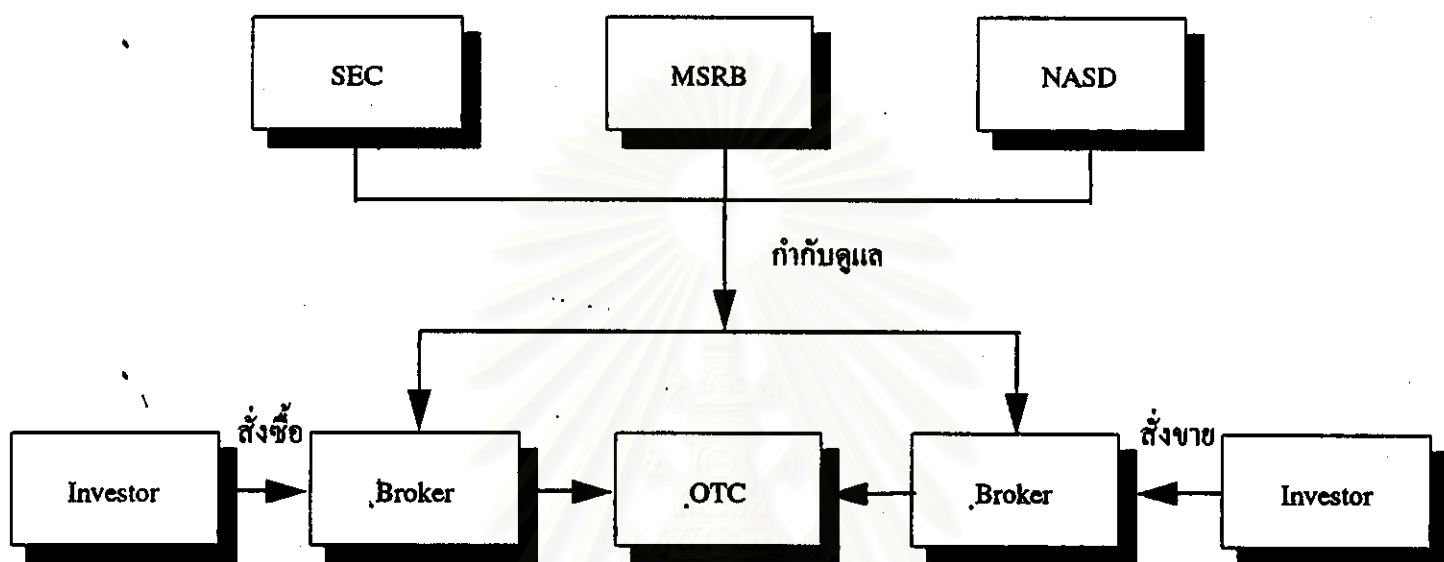 SEC
MSRB
NASD
กำกับดูแล
สั่งซื้อ
สั่งขาย
Investor
Broker
OTC
Broker
Investor